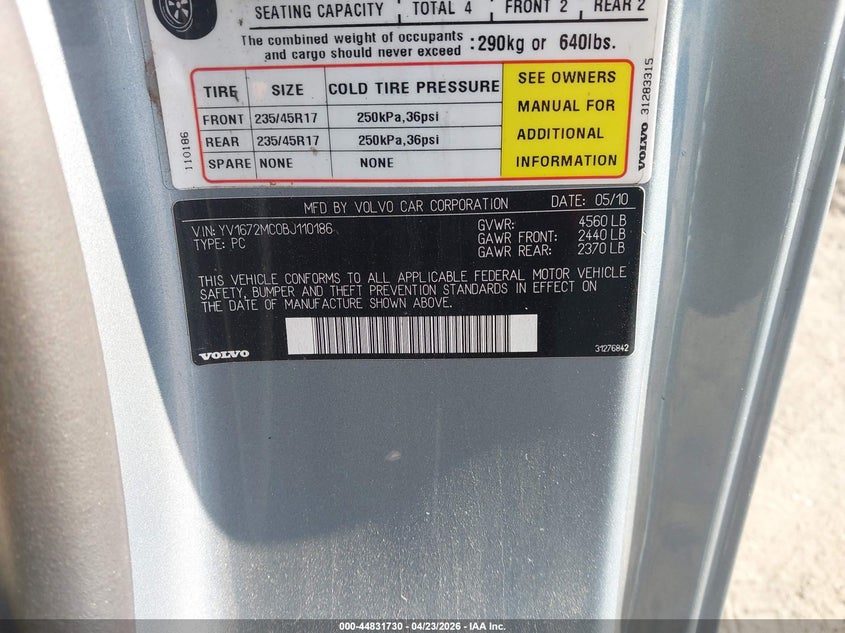 SEATING CAPACITY TOTAL 4 FRONT 2 REAR 2
The combined weight of occupants
and cargo should never exceed : 290kg or 640lbs.
TIRE SIZE COLD TIRE PRESSURE
FRONT 235/45R17 250kPa,36psi
REAR 235/45R17 250kPa,36psi
SPARE NONE NONE
SEE OWNERS
MANUAL FOR
ADDITIONAL
INFORMATION
110186
VOLVO 31283315
MFD BY VOLVO CAR CORPORATION DATE: 05/10
VIN: YV1672MC0BJ110186 GVWR: 4560 LB
TYPE: PC GAWR FRONT: 2440 LB
GAWR REAR: 2370 LB
THIS VEHICLE CONFORMS TO ALL APPLICABLE FEDERAL MOTOR VEHICLE
SAFETY, BUMPER AND THEFT PREVENTION STANDARDS IN EFFECT ON
THE DATE OF MANUFACTURE SHOWN ABOVE.
VOLVO 31276842
000-44831730 - 04/23/2026 - IAA Inc.